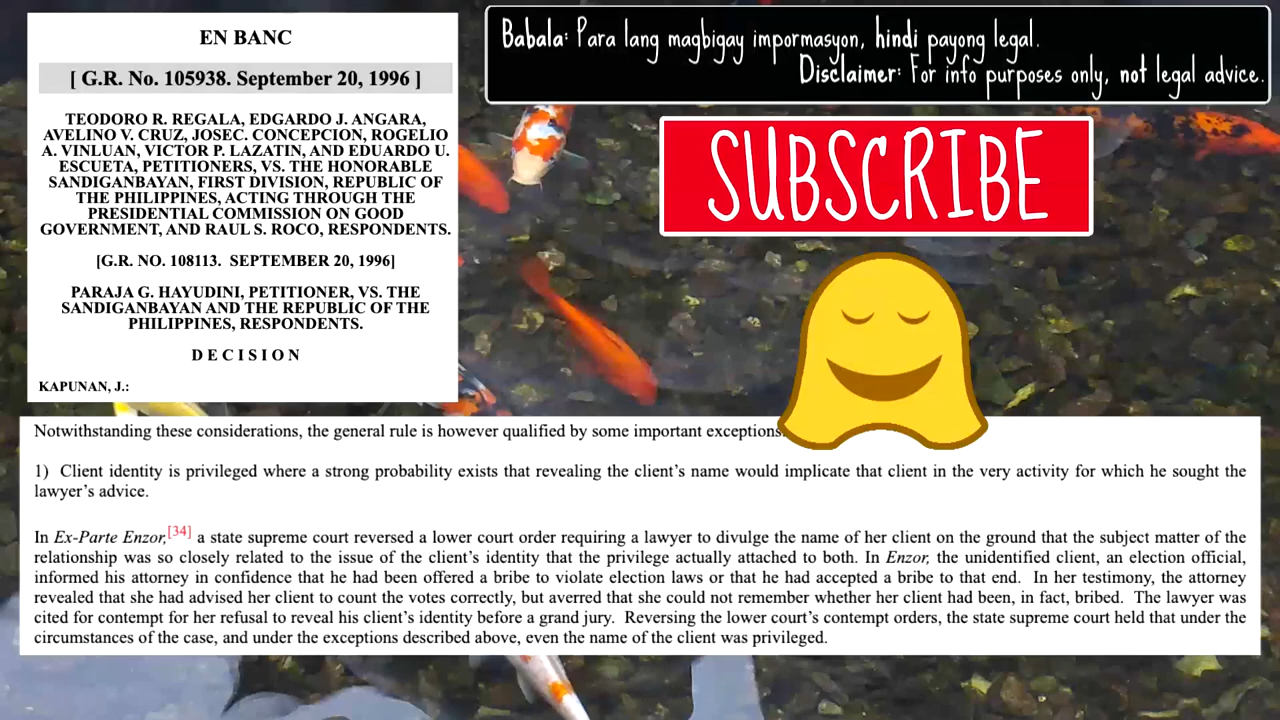 EN BANC
[ G.R. No. 105938. September 20, 1996 ]
TEODORO R. REGALA, EDGARDO J. ANGARA,
AVELINO V. CRUZ, JOSEC. CONCEPCION, ROGELIO
A. VINLUAN, VICTOR P. LAZATIN, AND EDUARDO U.
ESCUETA, PETITIONERS, VS. THE HONORABLE
SANDIGANBAYAN, FIRST DIVISION, REPUBLIC OF
THE PHILIPPINES, ACTING THROUGH THE
PRESIDENTIAL COMMISSION ON GOOD
GOVERNMENT, AND RAUL S. ROCO, RESPONDENTS.
[G.R. NO. 108113. SEPTEMBER 20, 1996]
PARAJA G. HAYUDINI, PETITIONER, VS. THE
SANDIGANBAYAN AND THE REPUBLIC OF THE
PHILIPPINES, RESPONDENTS.
D E C I S I O N
KAPUNAN, J.:
Babala: Para lang magbigay impormasyon, hindi payong legal.
Disclaimer: For info purposes only, not legal advice.
SUBSCRIBE
Notwithstanding these considerations, the general rule is however qualified by some important exceptions.
1) Client identity is privileged where a strong probability exists that revealing the client's name would implicate that client in the very activity for which he sought the
lawyer's advice.
In Ex-Parte Enzor,[34] a state supreme court reversed a lower court order requiring a lawyer to divulge the name of her client on the ground that the subject matter of the
relationship was so closely related to the issue of the client's identity that the privilege actually attached to both. In Enzor, the unidentified client, an election official,
informed his attorney in confidence that he had been offered a bribe to violate election laws or that he had accepted a bribe to that end. In her testimony, the attorney
revealed that she had advised her client to count the votes correctly, but averred that she could not remember whether her client had been, in fact, bribed. The lawyer was
cited for contempt for her refusal to reveal his client's identity before a grand jury. Reversing the lower court's contempt orders, the state supreme court held that under the
circumstances of the case, and under the exceptions described above, even the name of the client was privileged.